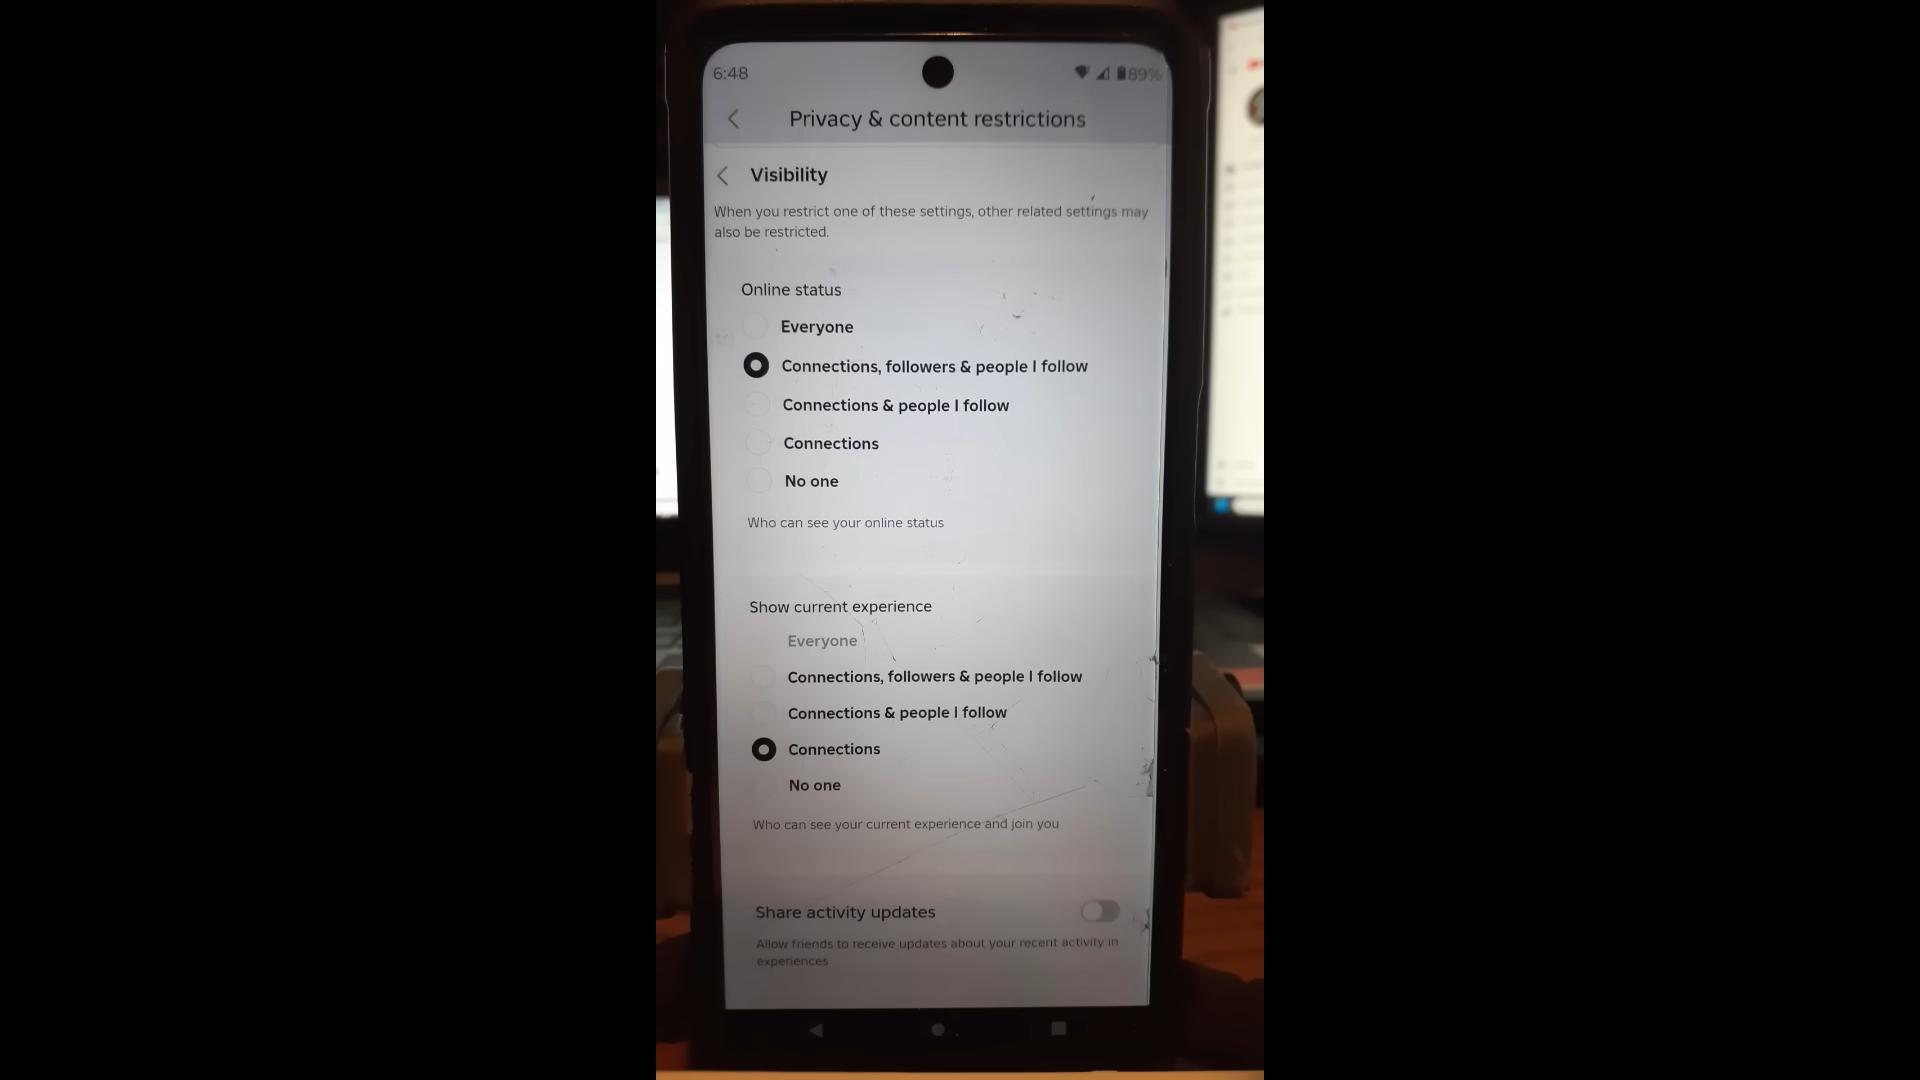 6:48
89%
Privacy & content restrictions
Visibility
When you restrict one of these settings, other related settings may
also be restricted.
Online status
Everyone
Connections, followers & people I follow
Connections & people I follow
Connections
No one
Who can see your online status
Show current experience
Everyone
Connections, followers & people I follow
Connections & people I follow
Connections
No one
Who can see your current experience and join you
Share activity updates
Allow friends to receive updates about your recent activity in
experiences